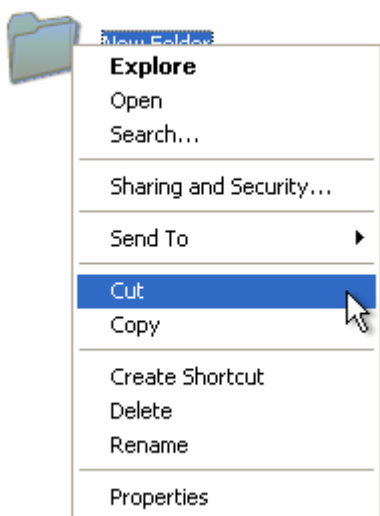 New Folder
Explore
Open
Search...
Sharing and Security...
Send To
Cut
Copy
Create Shortcut
Delete
Rename
Properties